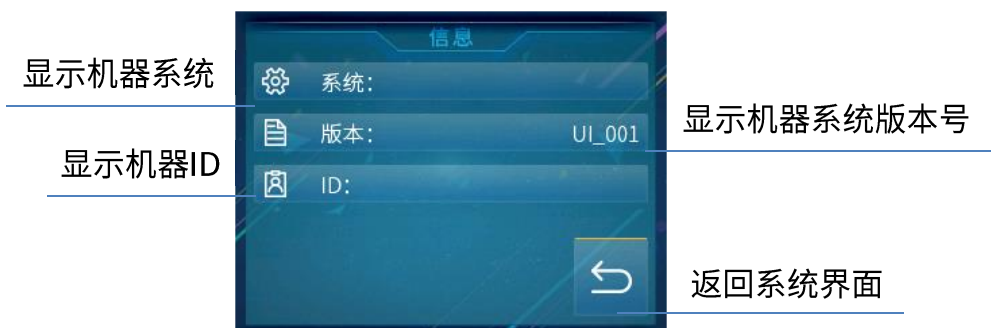 信息
显示机器系统
系统：
版本：
UI_001
显示机器系统版本号
显示机器ID
ID：
返回系统界面